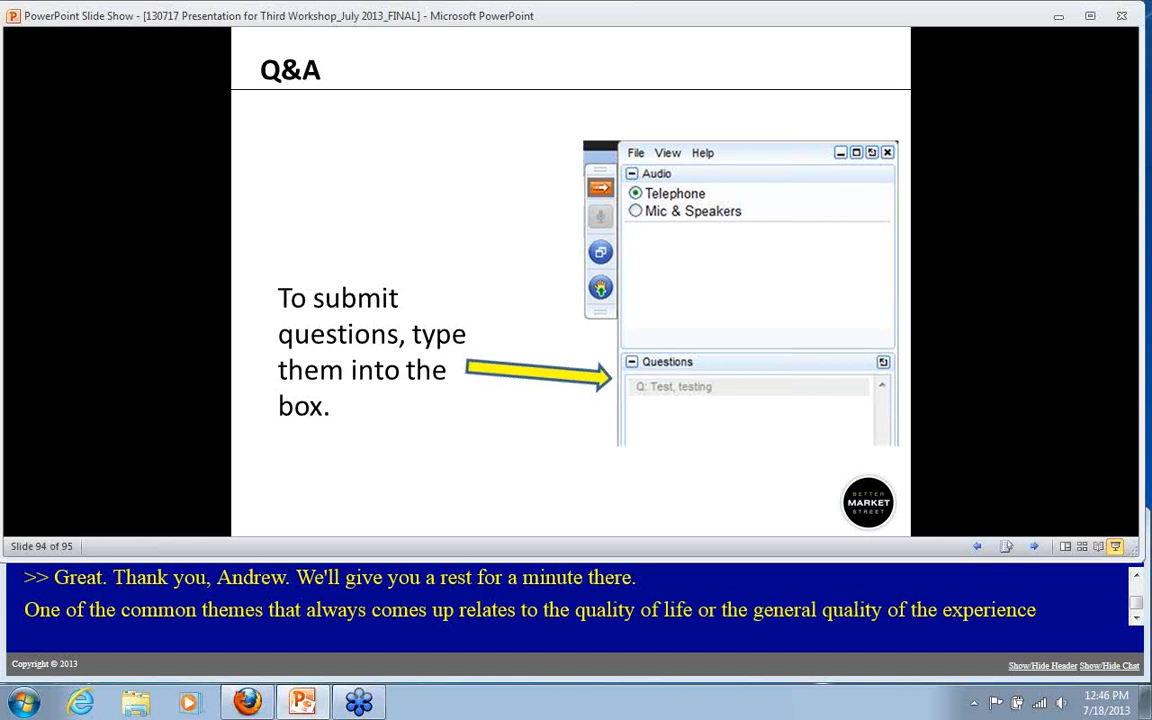 PowerPoint Slide Show - [130717 Presentation for Third Workshop_July 2013_FINAL] - Microsoft PowerPoint
Q&A
File View Help
Audio
Telephone
Mic & Speakers
To submit
questions, type
them into the
box.
Questions
Q: Test, testing
BETTER
MARKET
STREET
Slide 94 of 95
>> Great. Thank you, Andrew. We'll give you a rest for a minute there.
One of the common themes that always comes up relates to the quality of life or the general quality of the experience
Copyright © 2013
Show/Hide Header Show/Hide Chat
12:46 PM
7/18/2013